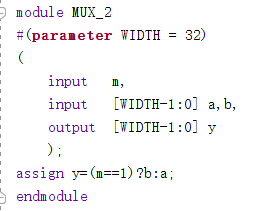 module MUX_2
#(parameter WIDTH = 32)
(
    input   m,
    input   [WIDTH-1:0] a,b,
    output  [WIDTH-1:0] y
    );
assign y=(m==1)?b:a;
endmodule